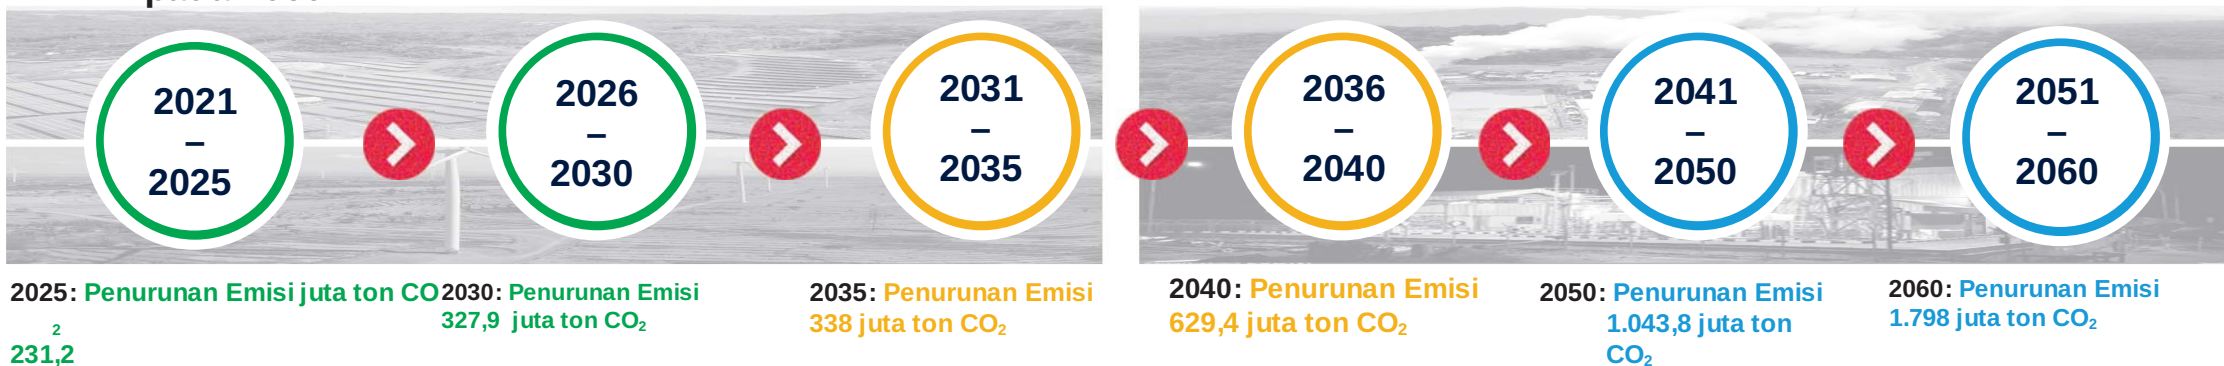 2021
–
2025
2026
–
2030
2031
–
2035
2036
–
2040
2041
–
2050
2051
–
2060
2025: Penurunan Emisi juta ton CO
2
231,2
2030: Penurunan Emisi
327,9 juta ton CO₂
2035: Penurunan Emisi
338 juta ton CO₂
2040: Penurunan Emisi
629,4 juta ton CO₂
2050: Penurunan Emisi
1.043,8 juta ton
CO₂
2060: Penurunan Emisi
1.798 juta ton CO₂